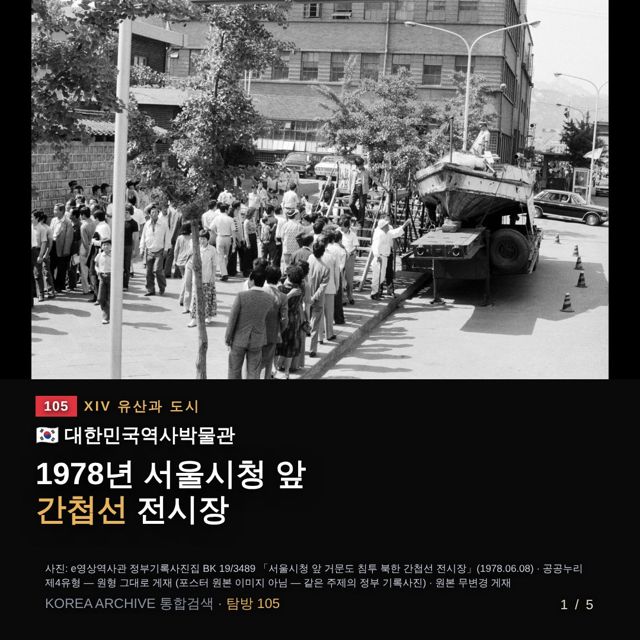 105 XIV 유산과 도시
대한민국역사박물관
1978년 서울시청 앞
간첩선 전시장
사진: e영상역사관 정부기록사진집 BK 19/3489 「서울시청 앞 거문도 침투 북한 간첩선 전시장」(1978.06.08) · 공공누리
제4유형 — 원형 그대로 게재 (포스터 원본 이미지 아님 — 같은 주제의 정부 기록사진) · 원본 무변경 게재
KOREA ARCHIVE 통합검색 · 탐방 105
1 / 5